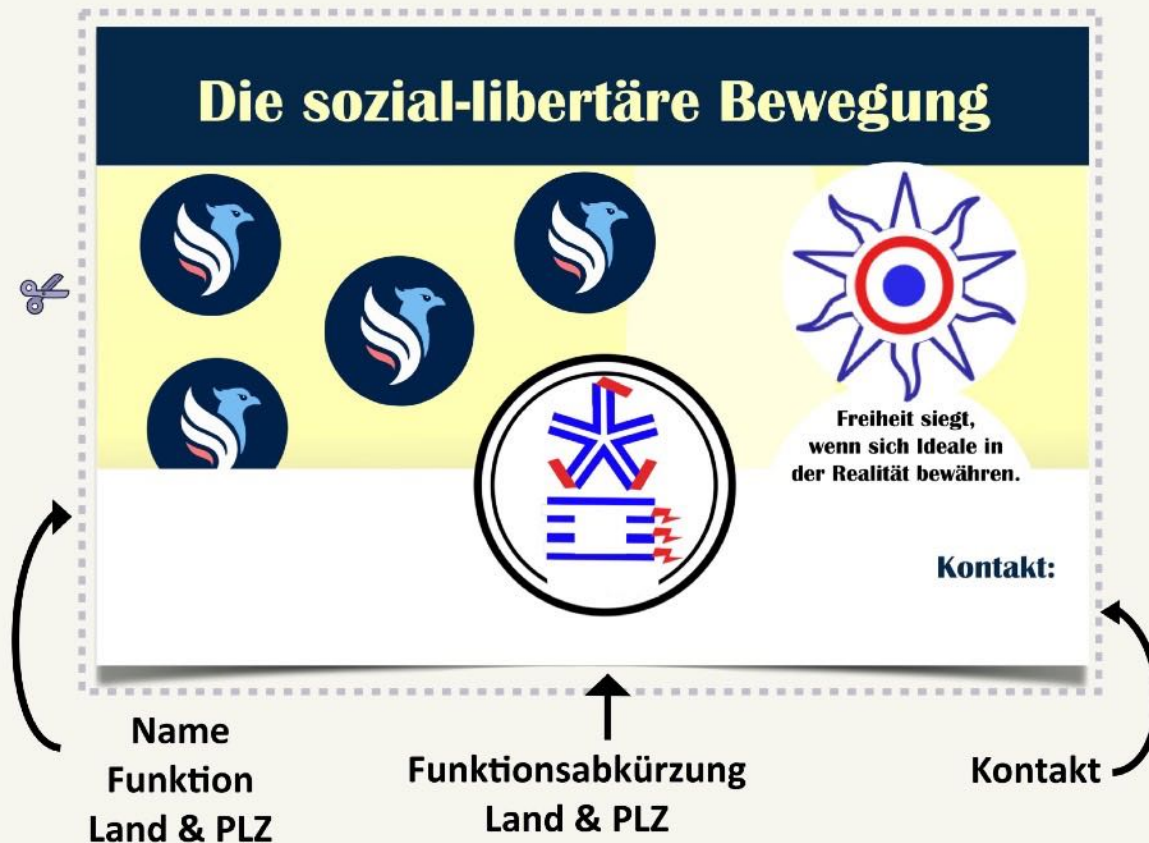 Die sozial-libertäre Bewegung
Freiheit siegt,
wenn sich Ideale in
der Realität bewähren.
Kontakt:
Name
Funktion
Land & PLZ
Funktionsabkürzung
Land & PLZ
Kontakt